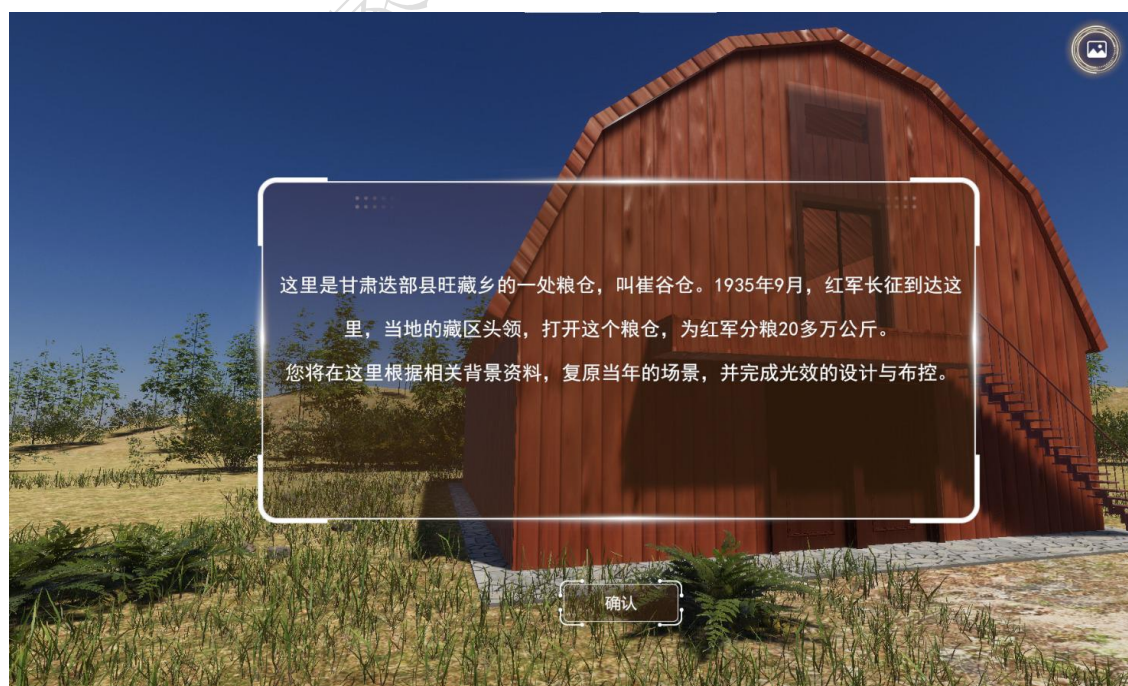 这里是甘肃迭部县旺藏乡的一处粮仓，叫崔谷仓。1935年9月，红军长征到达这
里，当地的藏区头领，打开这个粮仓，为红军分粮20多万公斤。
您将在这里根据相关背景资料，复原当年的场景，并完成光效的设计与布控。
确认